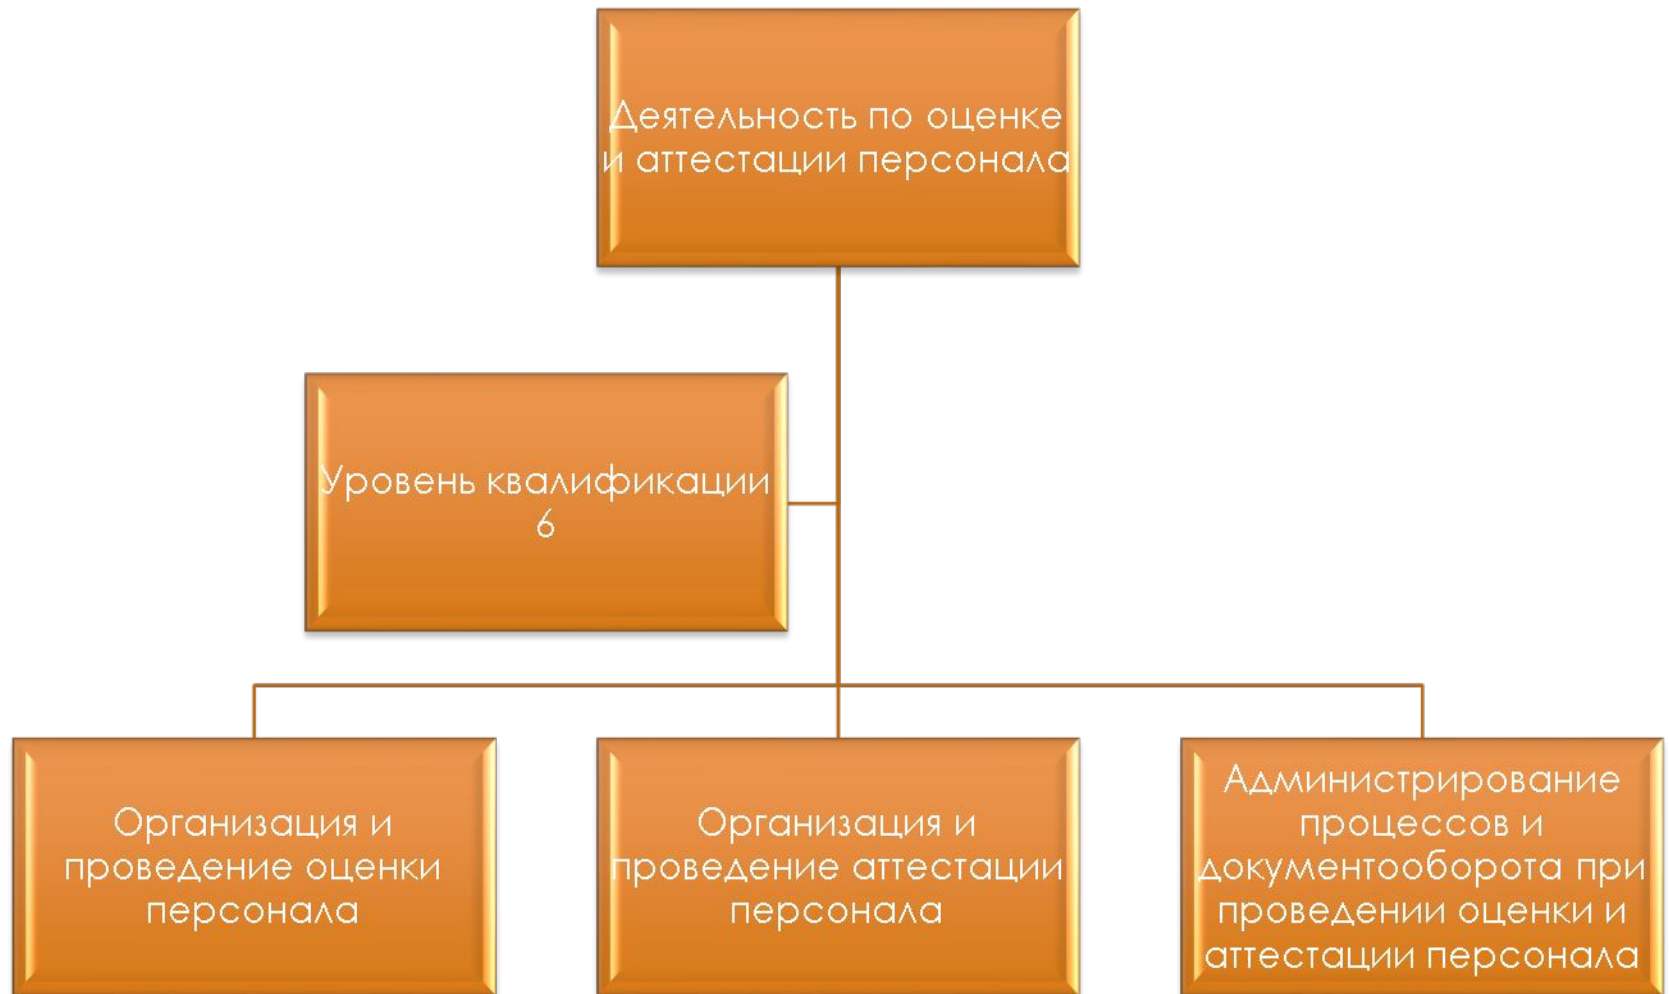 Деятельность по оценке
и аттестации персонала
Уровень квалификации
6
Организация и
проведение оценки
персонала
Организация и
проведение аттестации
персонала
Администрирование
процессов и
документооборота при
проведении оценки и
аттестации персонала